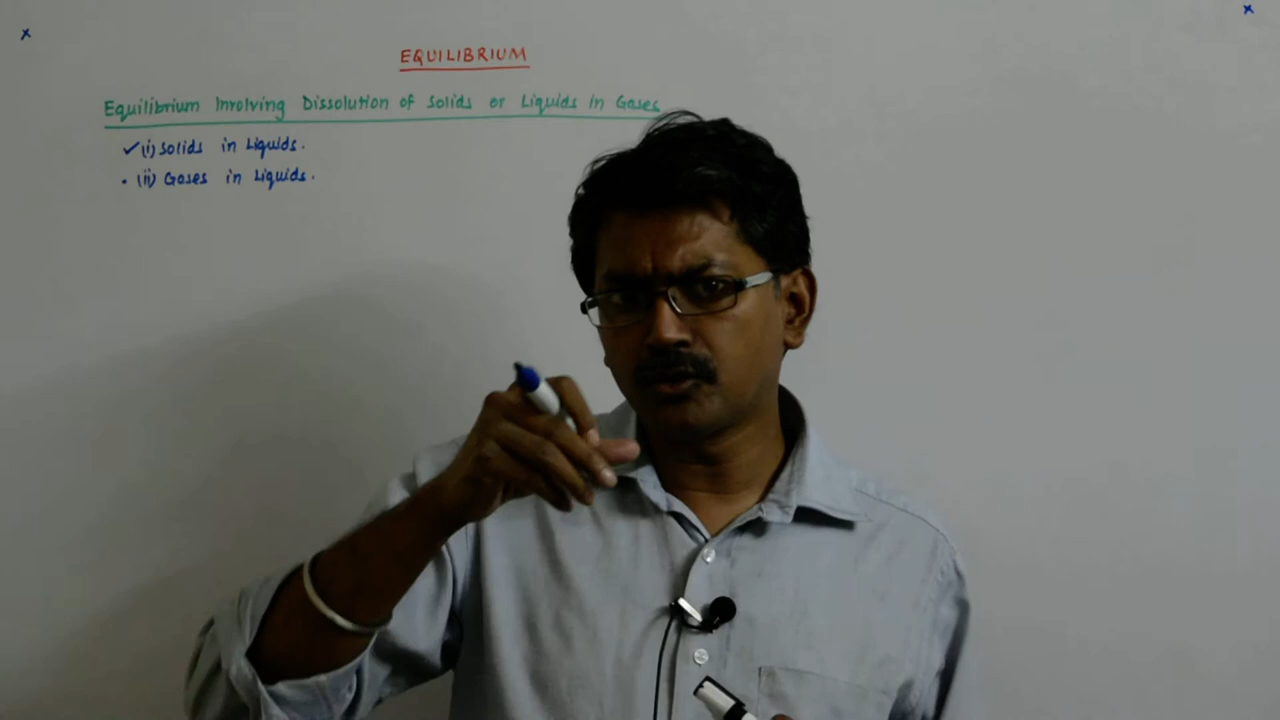 EQUILIBRIUM
Equilibrium Involving Dissolution of Solids or Liquids in Gases
✓(i) Solids in Liquids.
• (ii) Gases in Liquids.